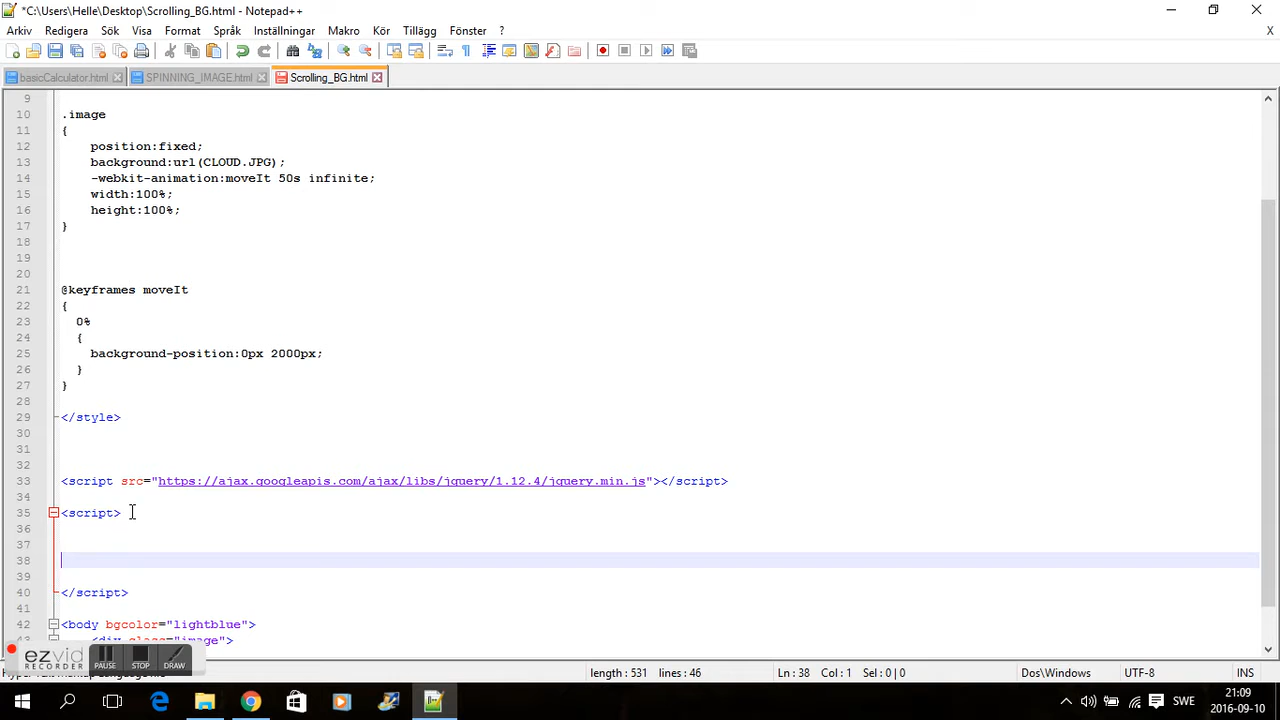 *C:\Users\Helle\Desktop\Scrolling_BG.html - Notepad++
Arkiv Redigera Sök Visa Format Språk Inställningar Makro Kör Tillägg Fönster ? X
basicCalculator.html SPINNING_IMAGE.html Scrolling_BG.html
9
10 .image
11 {
12 position:fixed;
13 background:url(CLOUD.JPG);
14 -webkit-animation:moveIt 50s infinite;
15 width:100%;
16 height:100%;
17 }
18
19
20
21 @keyframes moveIt
22 {
23 0%
24 {
25 background-position:0px 2000px;
26 }
27 }
28
29 </style>
30
31
32
33 <script src="https://ajax.googleapis.com/ajax/libs/jquery/1.12.4/jquery.min.js"></script>
34
35 <script>
36
37
38
39
40 </script>
41
42 <body bgcolor="lightblue">
<div class="image">
ezvid
RECORDER
PAUSE STOP DRAW
length : 531 lines : 46 Ln : 38 Col : 1 Sel : 0 | 0 Dos\Windows UTF-8 INS
SWE
21:09
2016-09-10